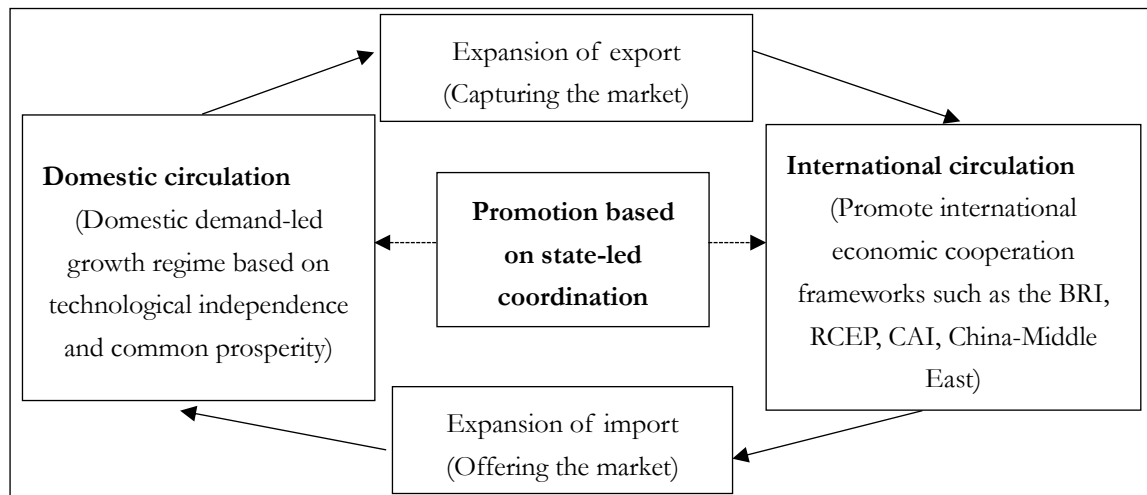 Expansion of export
(Capturing the market)
Domestic circulation
(Domestic demand-led
growth regime based on
technological independence
and common prosperity)
Promotion based
on state-led
coordination
International circulation
(Promote international
economic cooperation
frameworks such as the BRI,
RCEP, CAI, China-Middle
East)
Expansion of import
(Offering the market)